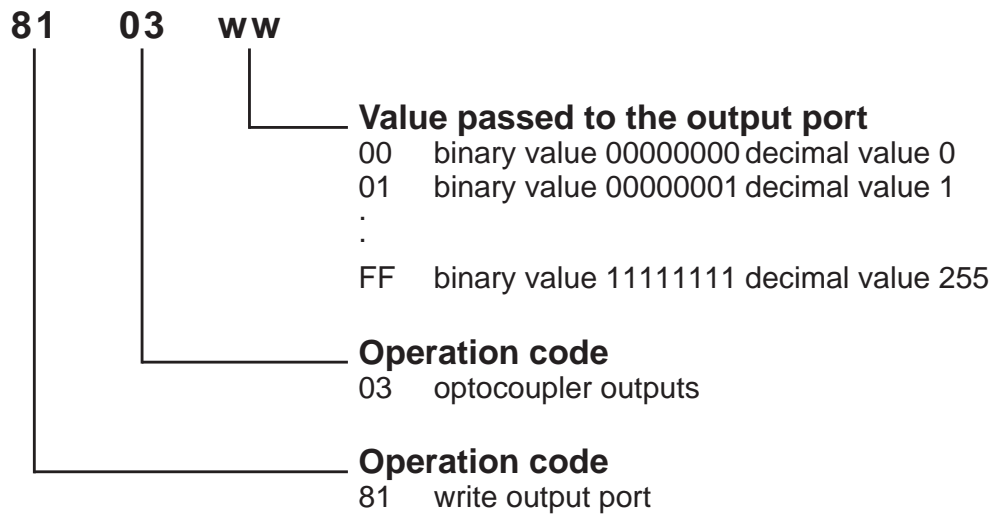 81 03 ww
Value passed to the output port
00 binary value 00000000 decimal value 0
01 binary value 00000001 decimal value 1
.
.
FF binary value 11111111 decimal value 255
Operation code
03 optocoupler outputs
Operation code
81 write output port